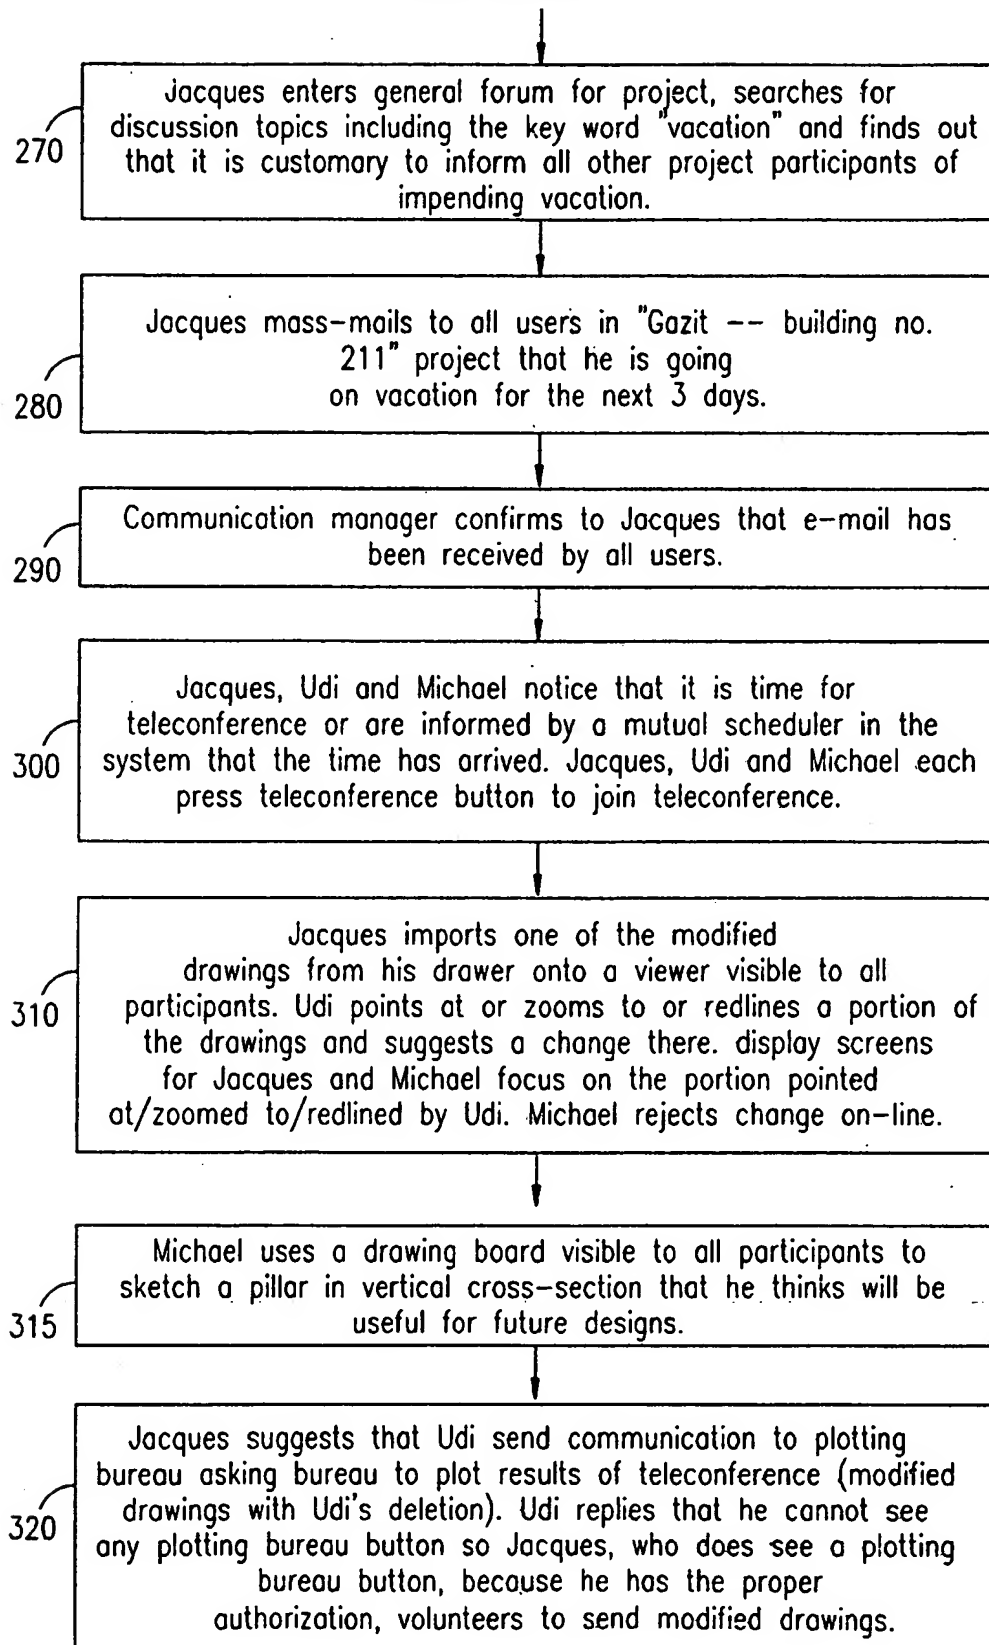 Jacques enters general forum for project, searches for
discussion topics including the key word "vacation" and finds out
that it is customary to inform all other project participants of
impending vacation.
270
Jacques mass-mails to all users in "Gazit -- building no.
211" project that he is going
on vacation for the next 3 days.
280
Communication manager confirms to Jacques that e-mail has
been received by all users.
290
Jacques, Udi and Michael notice that it is time for
teleconference or are informed by a mutual scheduler in the
system that the time has arrived. Jacques, Udi and Michael each
press teleconference button to join teleconference.
300
Jacques imports one of the modified
drawings from his drawer onto a viewer visible to all
participants. Udi points at or zooms to or redlines a portion of
the drawings and suggests a change there. display screens
for Jacques and Michael focus on the portion pointed
at/zoomed to/redlined by Udi. Michael rejects change on-line.
310
Michael uses a drawing board visible to all participants to
sketch a pillar in vertical cross-section that he thinks will be
useful for future designs.
315
Jacques suggests that Udi send communication to plotting
bureau asking bureau to plot results of teleconference (modified
drawings with Udi's deletion). Udi replies that he cannot see
any plotting bureau button so Jacques, who does see a plotting
bureau button, because he has the proper
authorization, volunteers to send modified drawings.
320